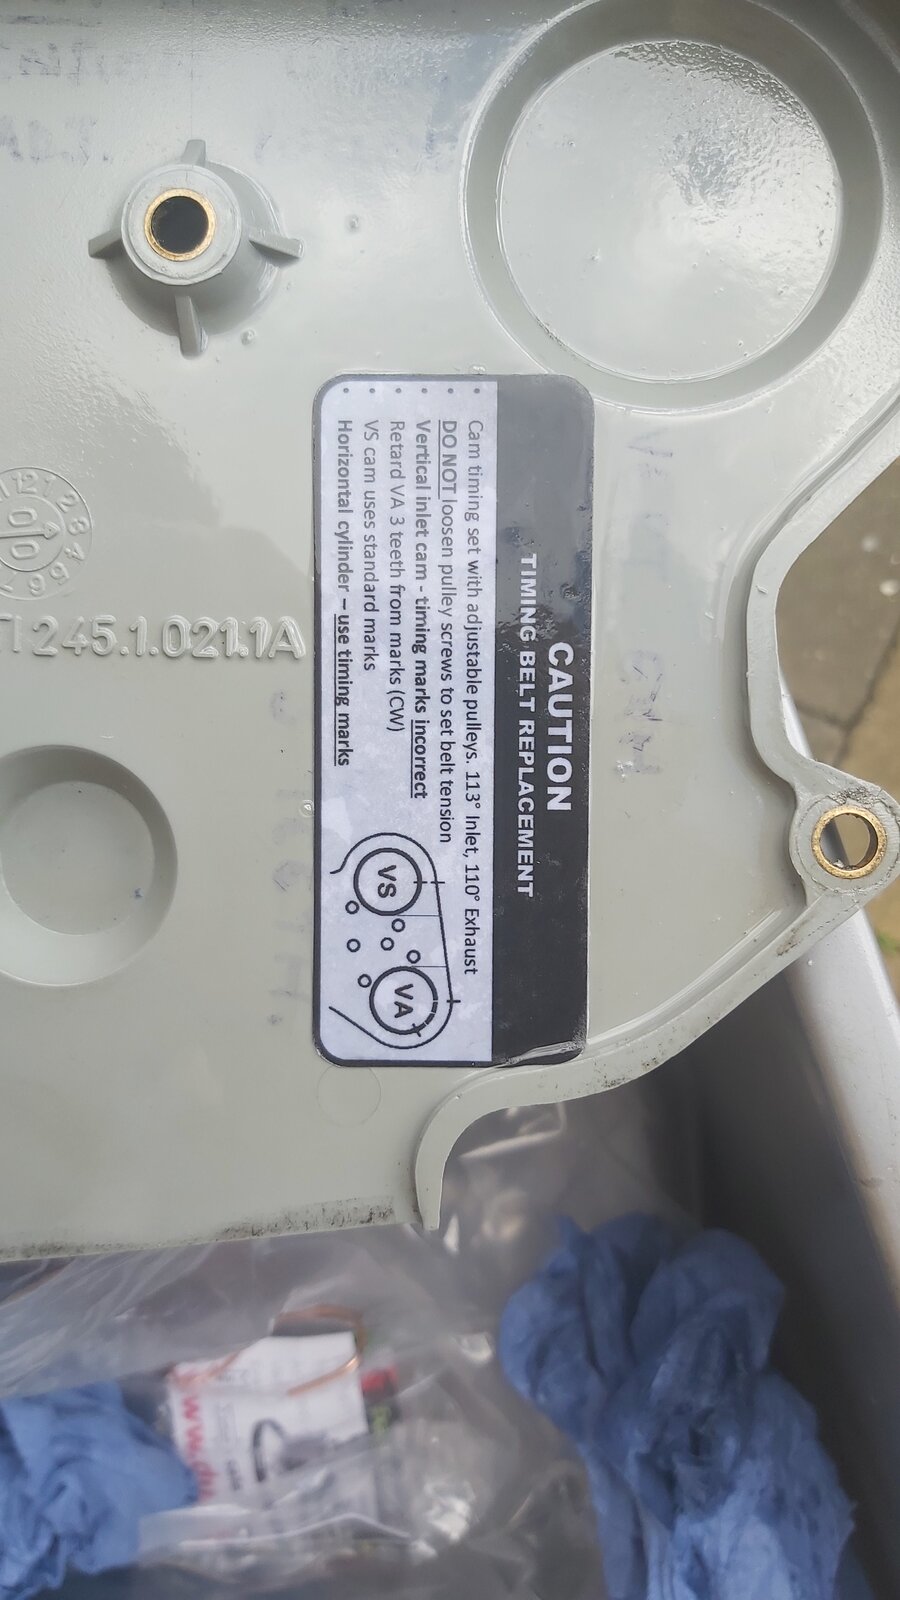 CAUTION
TIMING BELT REPLACEMENT
Cam timing set with adjustable pulleys. 113° Inlet, 110° Exhaust
DO NOT loosen pulley screws to set belt tension
Vertical inlet cam - timing marks incorrect
Retard VA 3 teeth from marks (CW)
VS cam uses standard marks
Horizontal cylinder – use timing marks
VS
VA
245.1.021.1A